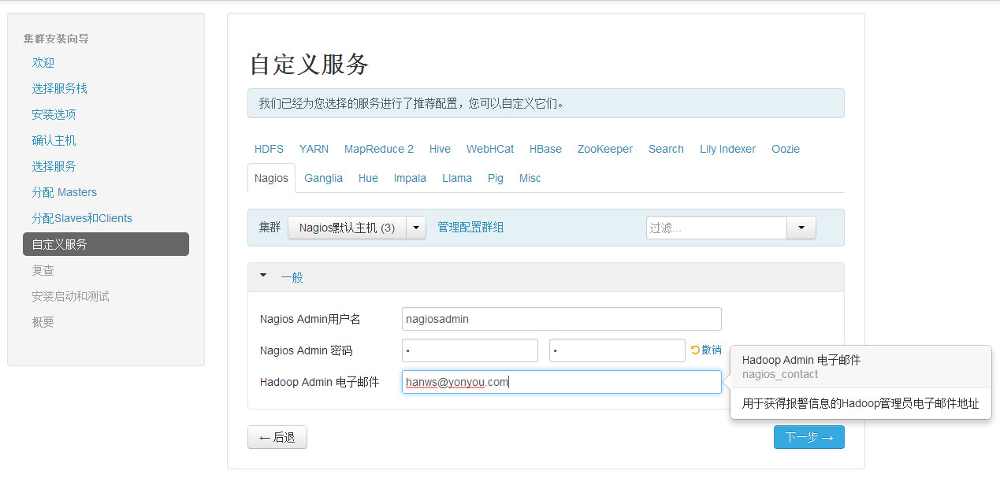 集群安装向导
欢迎
选择服务栈
安装选项
确认主机
选择服务
分配 Masters
分配Slaves和Clients
自定义服务
复查
安装启动和测试
概要
自定义服务
我们已经为您选择的服务进行了推荐配置，您可以自定义它们。
HDFS YARN MapReduce 2 Hive WebHCat HBase ZooKeeper Search Lily Indexer Oozie
Nagios Ganglia Hue Impala Llama Pig Misc
集群 Nagios默认主机 (3) 管理配置群组 过滤...
一般
Nagios Admin用户名 nagiosadmin
Nagios Admin 密码 • • 撤销
Hadoop Admin 电子邮件 hanws@yonyou.com
Hadoop Admin 电子邮件
nagios_contact
用于获得报警信息的Hadoop管理员电子邮件地址
← 后退 下一步 →